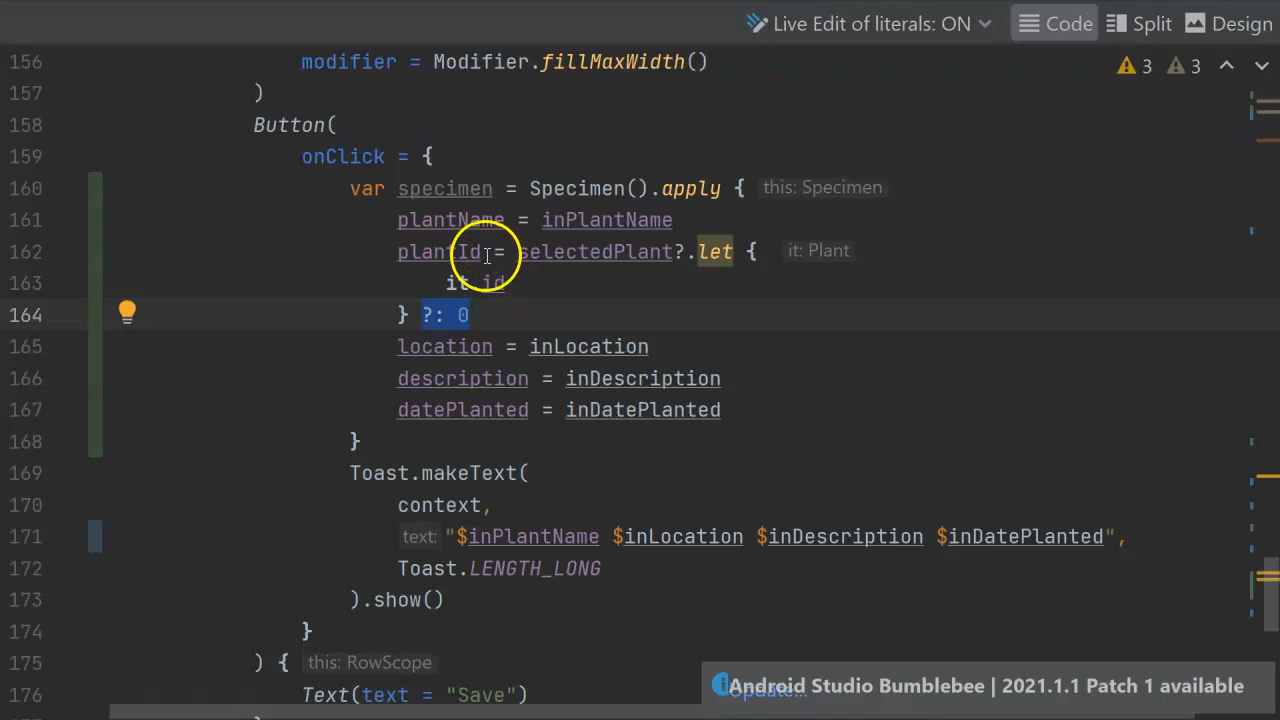 Live Edit of literals: ON Code Split Design
156 modifier = Modifier.fillMaxWidth() 3 3
157 )
158 Button(
159 onClick = {
160 var specimen = Specimen().apply { this: Specimen
161 plantName = inPlantName
162 plantId = selectedPlant?.let { it: Plant
163 it.id
164 } ?: 0
165 location = inLocation
166 description = inDescription
167 datePlanted = inDatePlanted
168 }
169 Toast.makeText(
170 context,
171 text: "$inPlantName $inLocation $inDescription $inDatePlanted",
172 Toast.LENGTH_LONG
173 ).show()
174 }
175 ) { this: RowScope
176 Text(text = "Save")
Android Studio Bumblebee | 2021.1.1 Patch 1 available
Update...